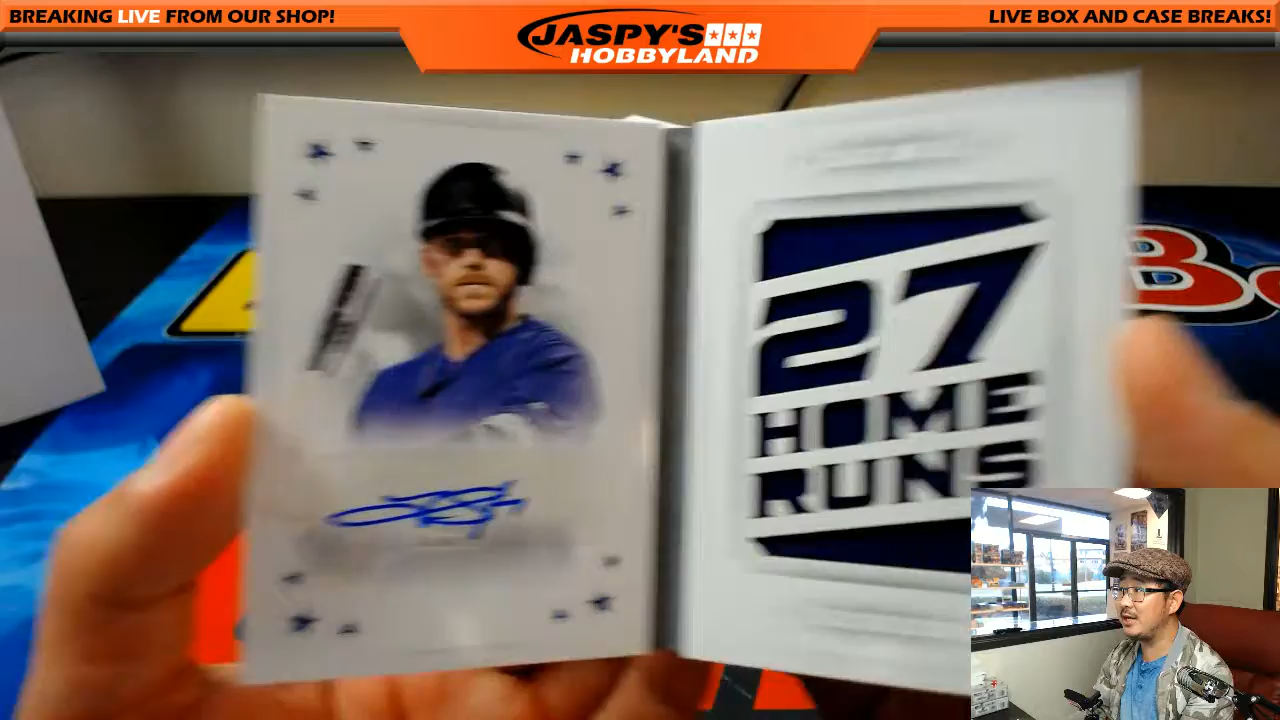 BREAKING LIVE FROM OUR SHOP!
JASPY'S
HOBBYLAND
LIVE BOX AND CASE BREAKS!
27
HOME
RUNS